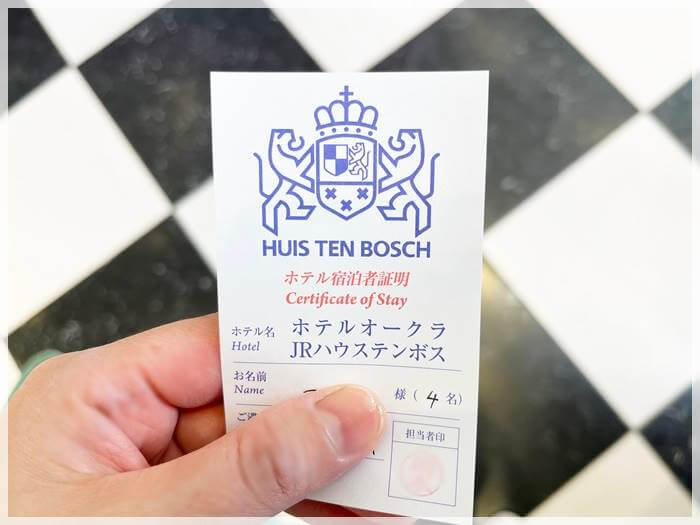 HUIS TEN BOSCH
ホテル宿泊者証明
Certificate of Stay
ホテル名 ホテルオークラ
Hotel JRハウステンボス
お名前
Name 様(4名)
担当者印